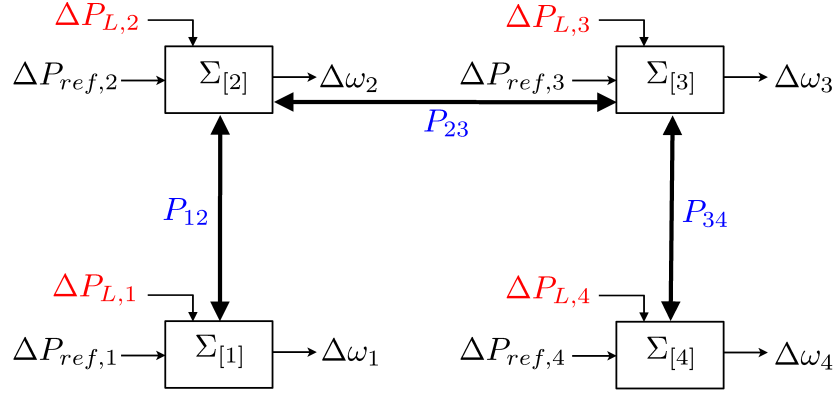 ΔP_{L,2} ΔP_{L,3}
ΔP_{ref,2} Σ_{[2]} Δω_2 ΔP_{ref,3} Σ_{[3]} Δω_3
P_{23}
P_{12} P_{34}
ΔP_{L,1} ΔP_{L,4}
ΔP_{ref,1} Σ_{[1]} Δω_1 ΔP_{ref,4} Σ_{[4]} Δω_4